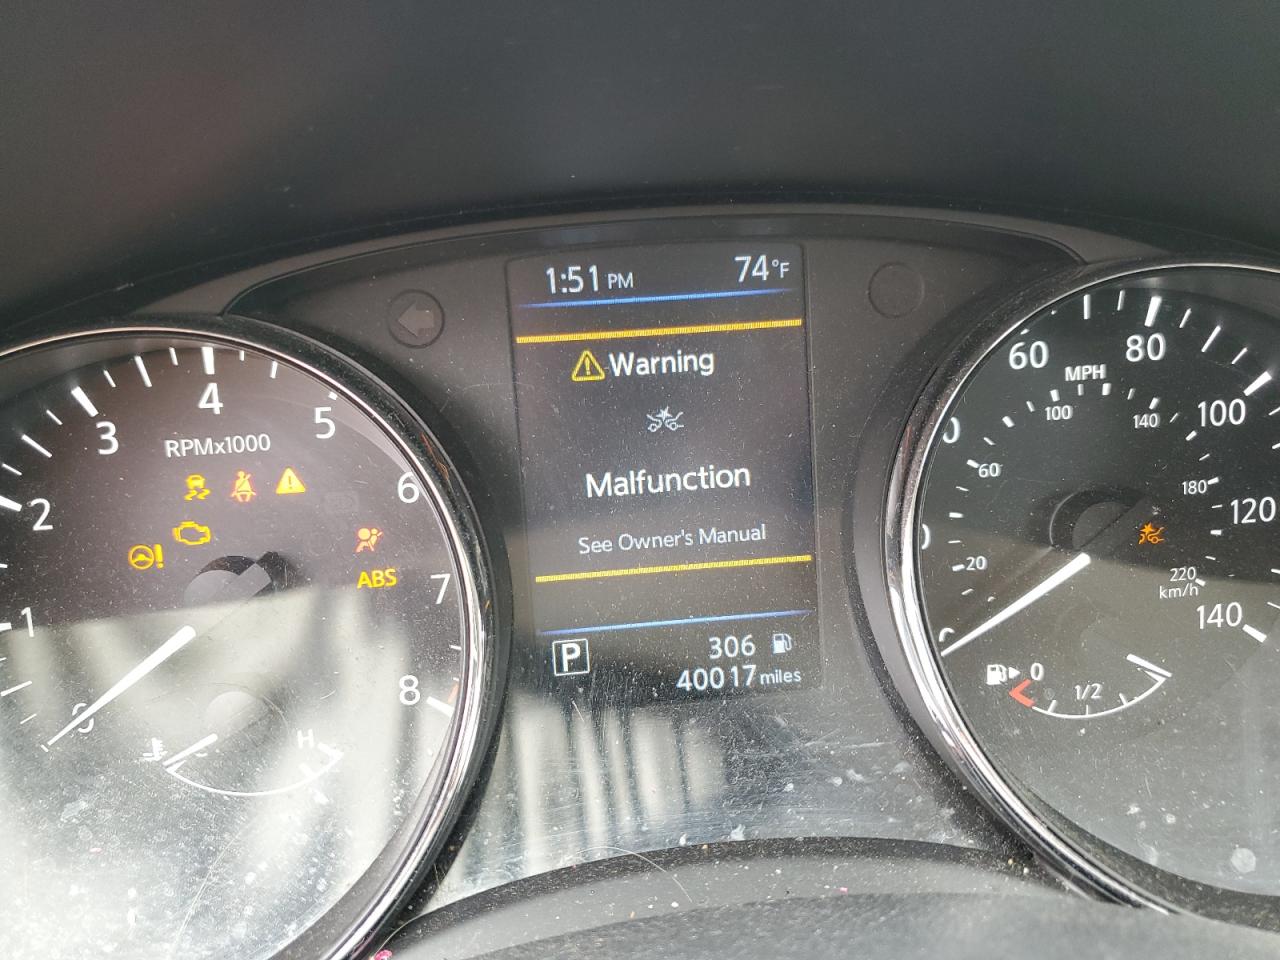 1:51 PM 74°F
Warning
Malfunction
See Owner's Manual
P 306
40017 miles
RPMx1000
1 2 3 4 5 6 7 8
ABS
H
MPH
60 80 100 120 140
20 60 100 140 180 220
km/h
0 1/2